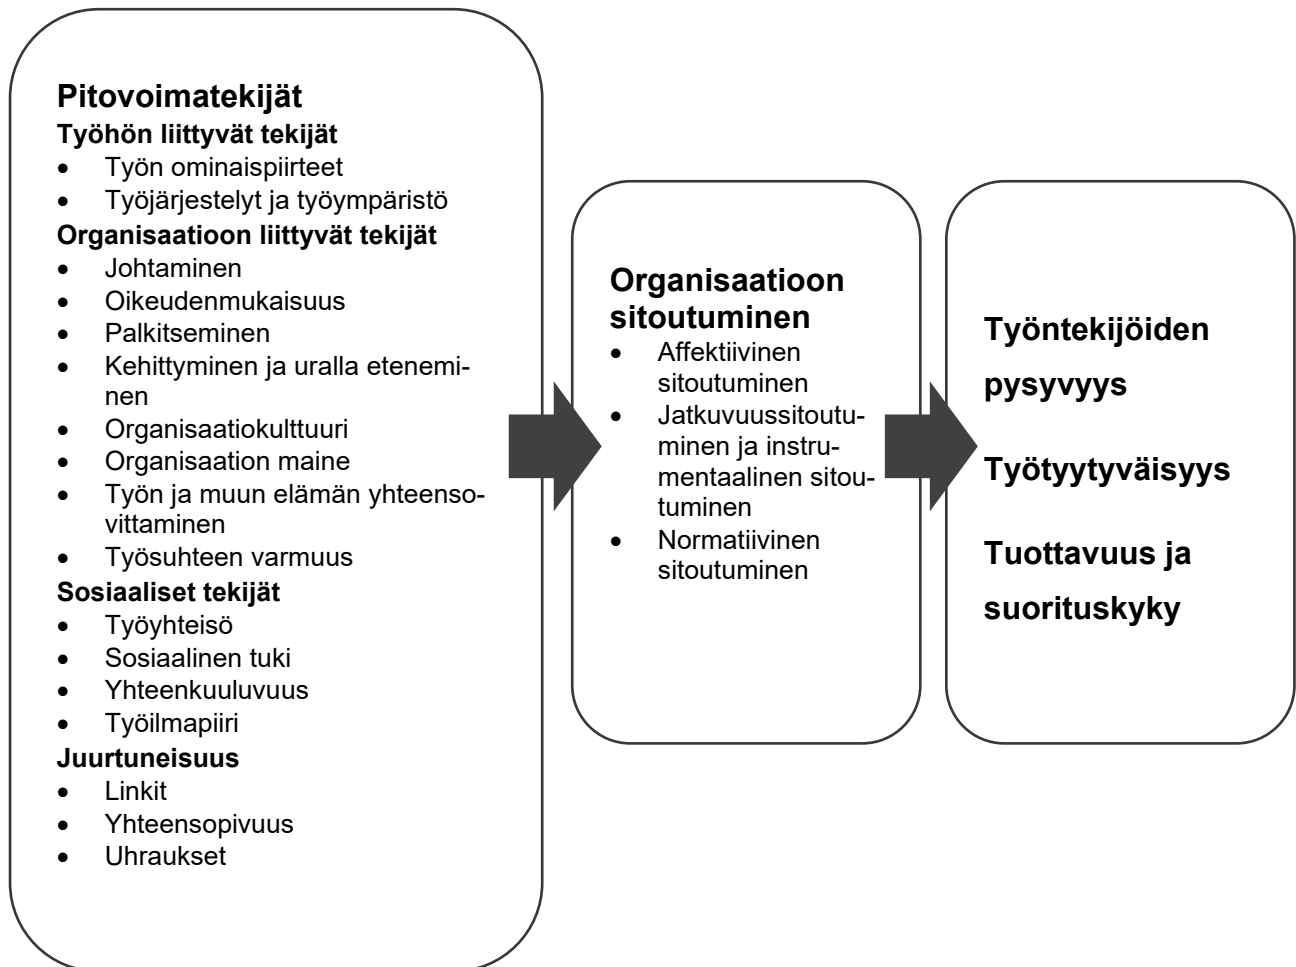 Pitovoimatekijät
Työhön liittyvät tekijät
• Työn ominaispiirteet
• Työjärjestelyt ja työympäristö
Organisaatioon liittyvät tekijät
• Johtaminen
• Oikeudenmukaisuus
• Palkitseminen
• Kehittyminen ja uralla etenemi-
nen
• Organisaatiokulttuuri
• Organisaation maine
• Työn ja muun elämän yhteenso-
vittaminen
• Työsuhteen varmuus
Sosiaaliset tekijät
• Työyhteisö
• Sosiaalinen tuki
• Yhteenkuuluvuus
• Työilmapiiri
Juurtuneisuus
• Linkit
• Yhteensopivuus
• Uhraukset
Organisaatioon
sitoutuminen
• Affektiivinen
sitoutuminen
• Jatkuvuussitoutu-
minen ja instru-
mentaalinen sitou-
tuminen
• Normatiivinen
sitoutuminen
Työntekijöiden
pysyvyys
Työtyytyväisyys
Tuottavuus ja
suorituskyky